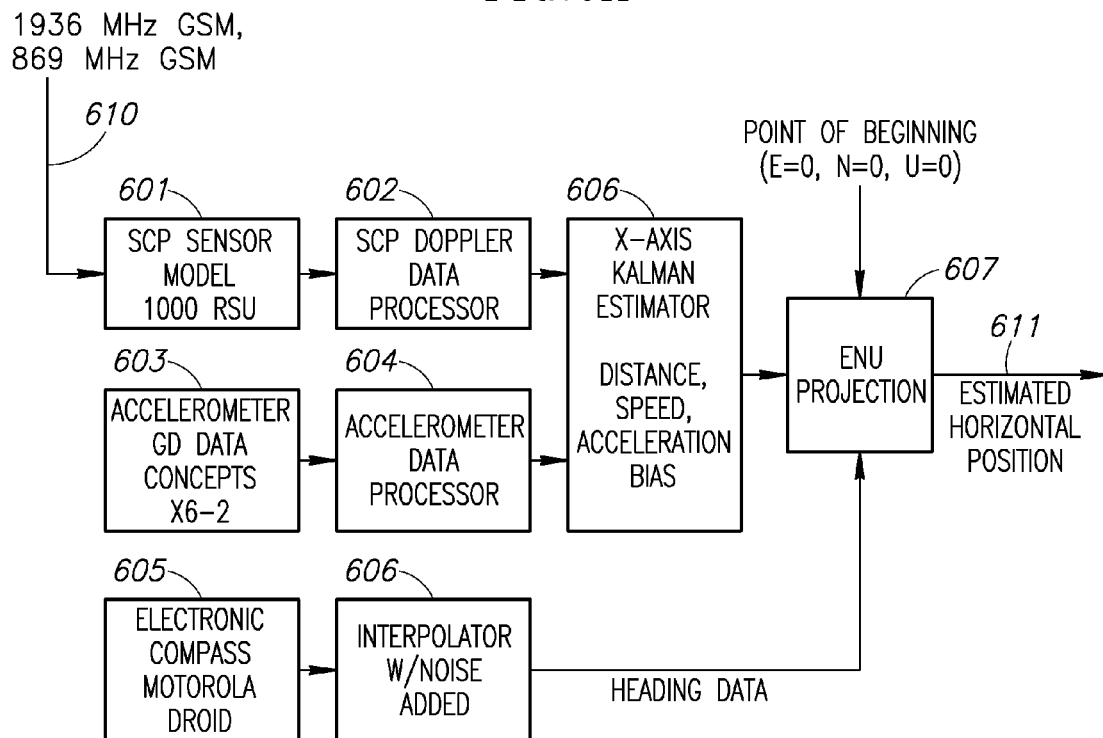 1936 MHz GSM,
869 MHz GSM
610
POINT OF BEGINNING
(E=0, N=0, U=0)
601
602
606
607
611
SCP SENSOR
MODEL
1000 RSU
SCP DOPPLER
DATA
PROCESSOR
X-AXIS
KALMAN
ESTIMATOR
DISTANCE,
SPEED,
ACCELERATION
BIAS
ENU
PROJECTION
ESTIMATED
HORIZONTAL
POSITION
603
604
ACCELEROMETER
GD DATA
CONCEPTS
X6-2
ACCELEROMETER
DATA
PROCESSOR
605
606
ELECTRONIC
COMPASS
MOTOROLA
DROID
INTERPOLATOR
W/NOISE
ADDED
HEADING DATA